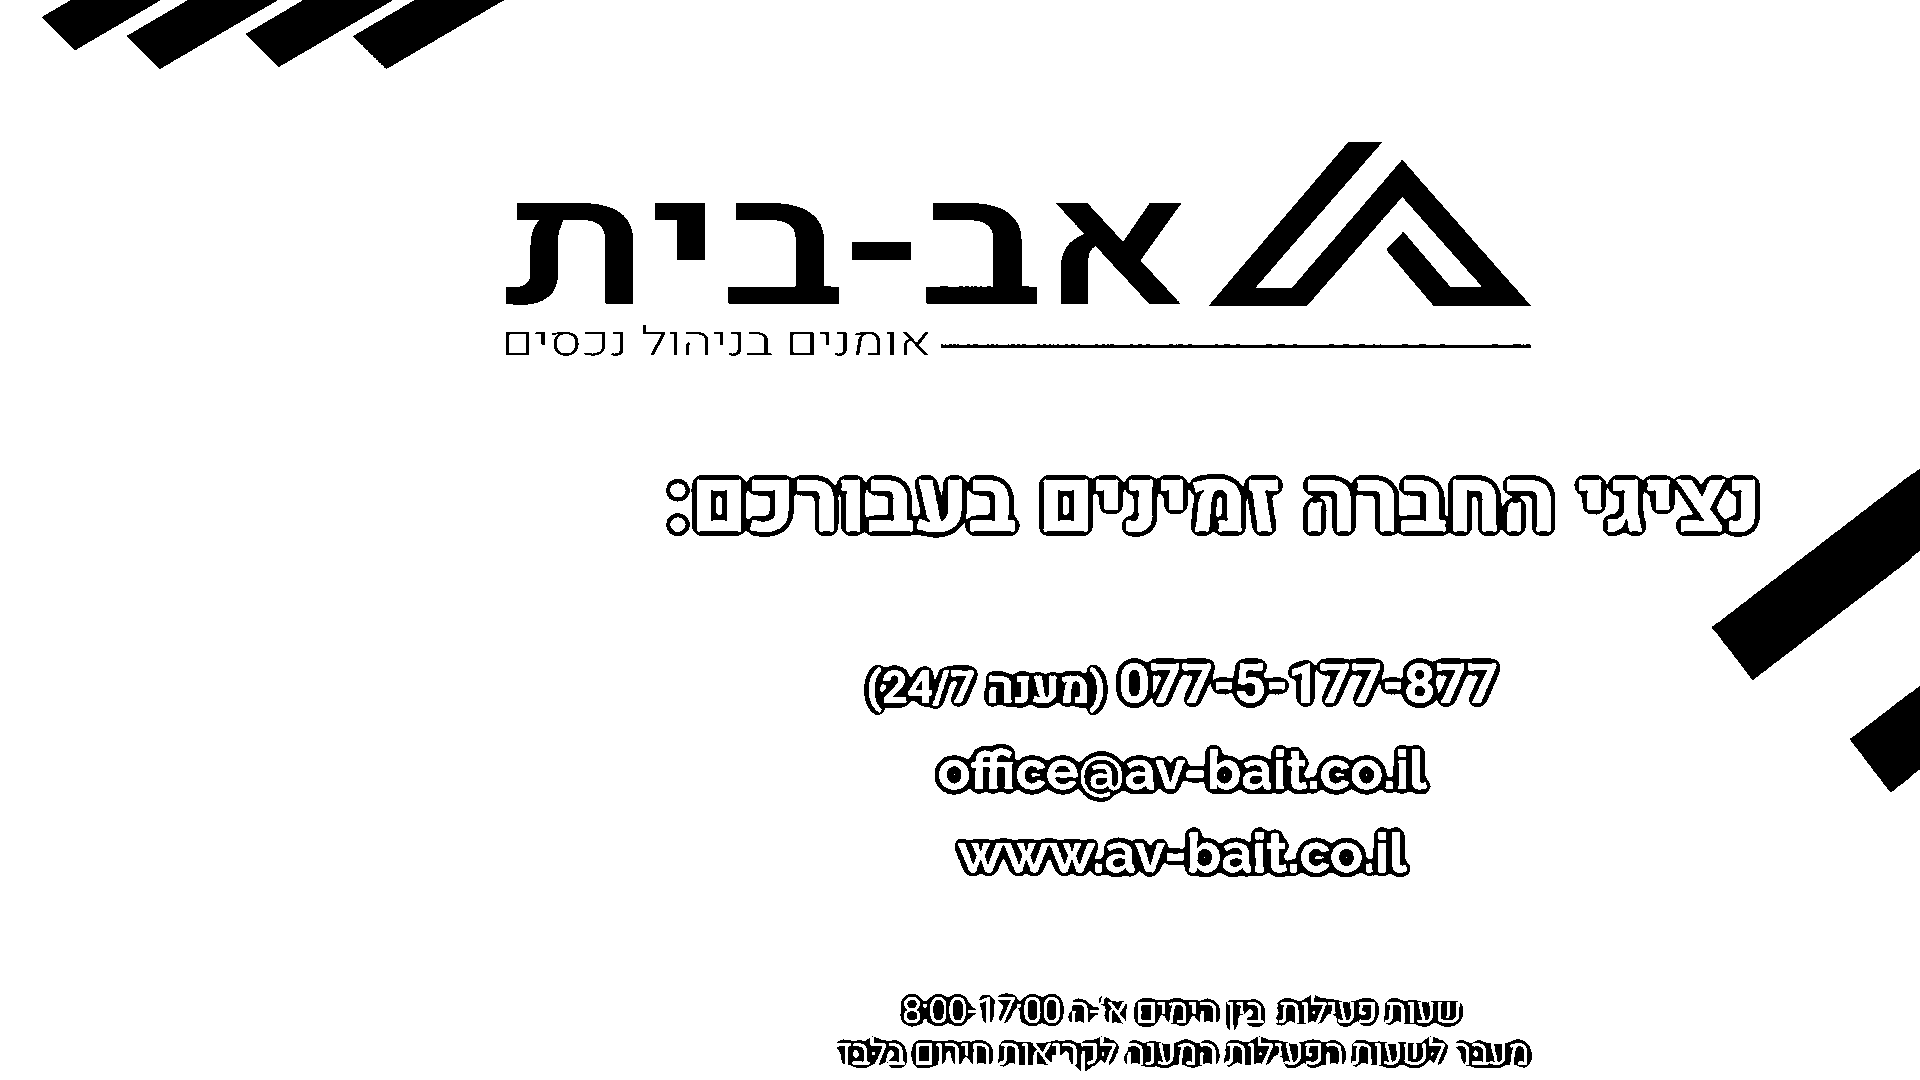 אב-בית
אומנים בניהול נכסים
נציגי החברה זמינים בעבורכם:
077-5-177-877 (מענה 24/7)
office@av-bait.co.il
www.av-bait.co.il
שעות פעילות בין הימים א'-ה 8:00-17:00
מעבר לשעות הפעילות המענה לקריאות חירום בלבד